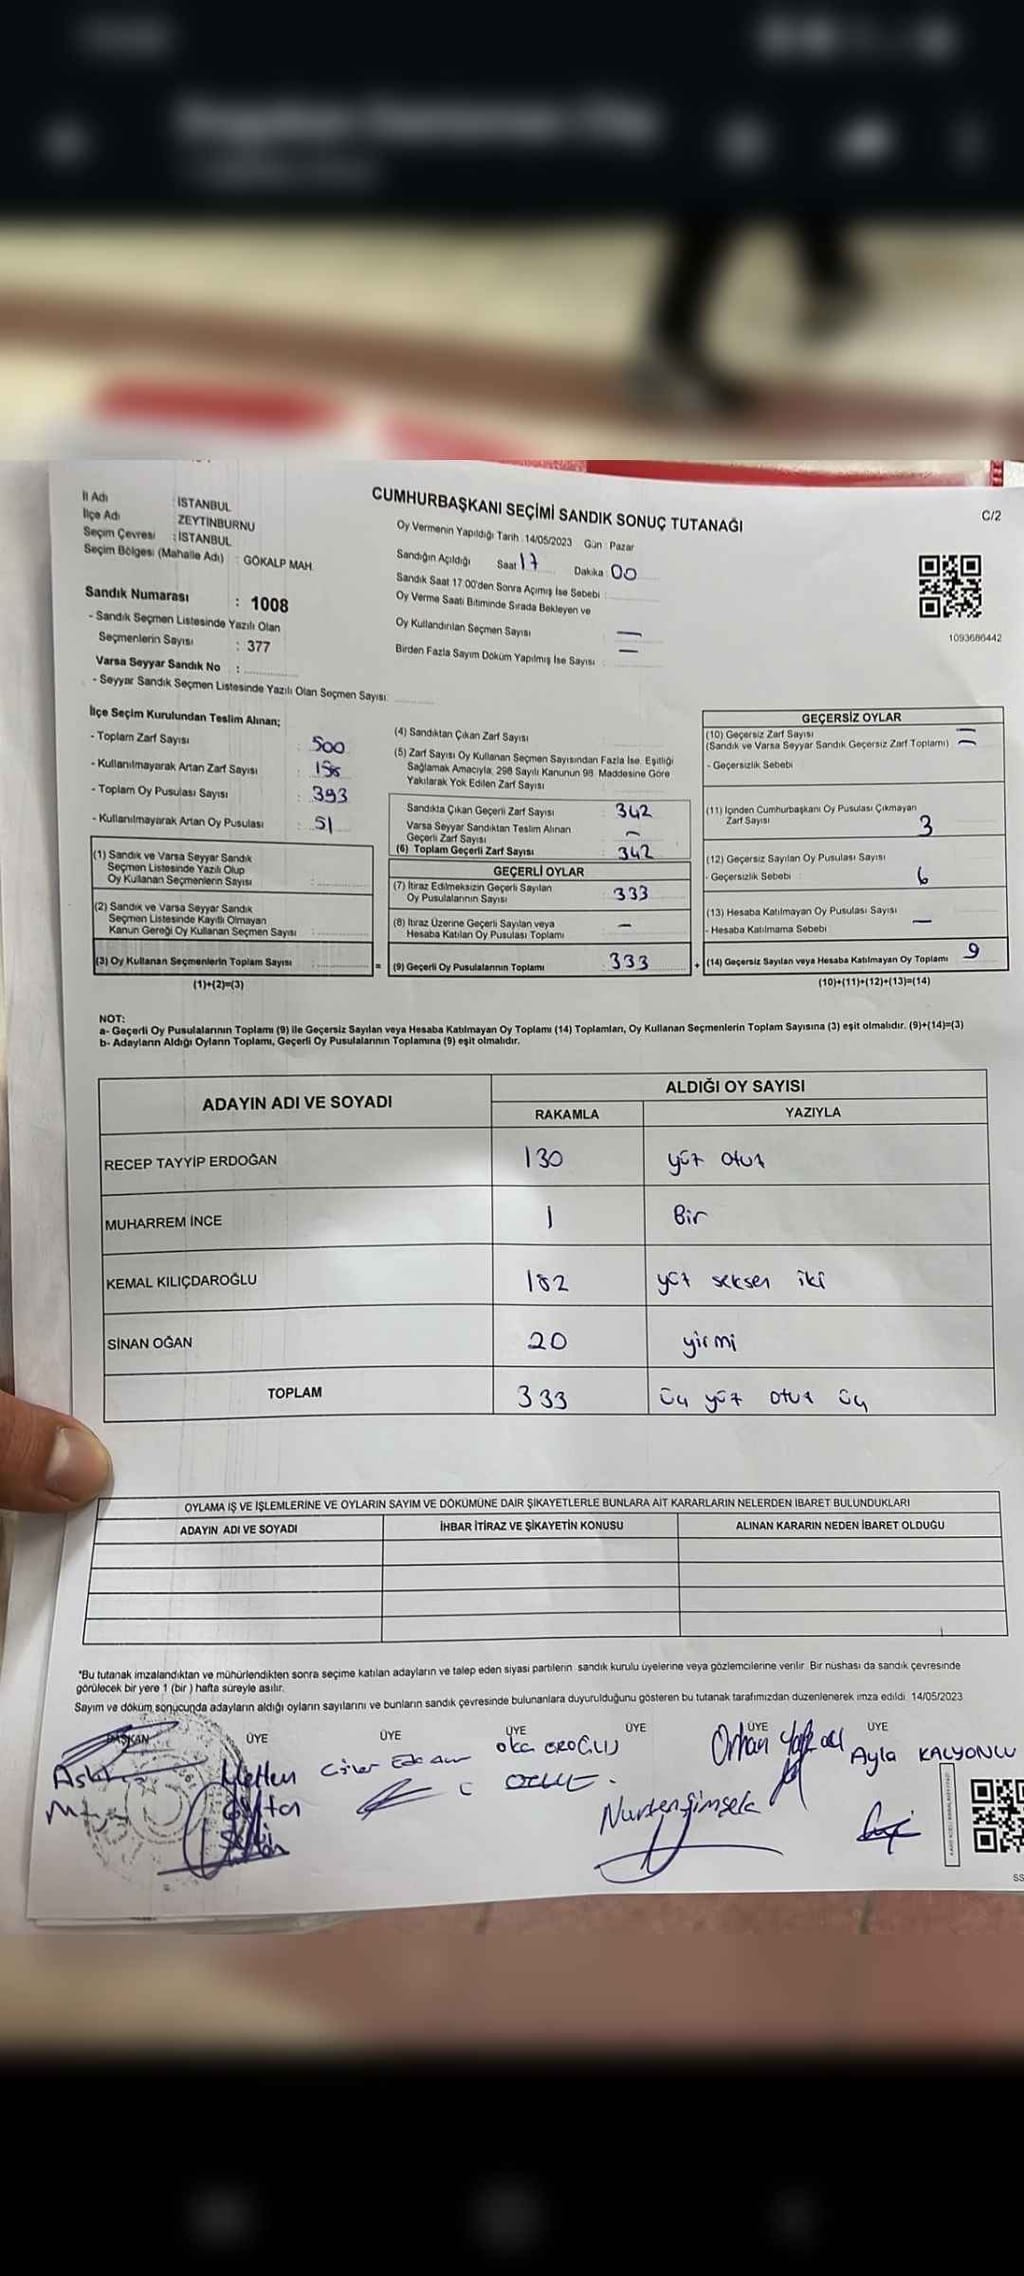 CUMHURBAŞKANI SEÇİMİ SANDIK SONUÇ TUTANAĞI
C/2
İl Adı : İSTANBUL
İlçe Adı : ZEYTİNBURNU
Seçim Çevresi : İSTANBUL
Seçim Bölgesi (Mahalle Adı) : GÖKALP MAH.
Sandık Numarası : 1008
- Sandık Seçmen Listesinde Yazılı Olan
Seçmenlerin Sayısı : 377
Varsa Seyyar Sandık No :
- Seyyar Sandık Seçmen Listesinde Yazılı Olan Seçmen Sayısı:
Oy Vermenin Yapıldığı Tarih : 14/05/2023 Gün : Pazar
Sandığın Açıldığı Saat 17 Dakika : 00
Sandık Saat 17:00'den Sonra Açımış İse Sebebi :
Oy Verme Saati Bitiminde Sırada Bekleyen ve
Oy Kullandırılan Seçmen Sayısı
Birden Fazla Sayım Döküm Yapılmış İse Sayısı :
1093686442
İlçe Seçim Kurulundan Teslim Alınan;
- Toplam Zarf Sayısı : 500
- Kullanılmayarak Artan Zarf Sayısı :
- Toplam Oy Pusulası Sayısı : 393
- Kullanılmayarak Artan Oy Pusulası : 51
(1) Sandık ve Varsa Seyyar Sandık
Seçmen Listesinde Yazılı Olup
Oy Kullanan Seçmenlerin Sayısı
(2) Sandık ve Varsa Seyyar Sandık
Seçmen Listesinde Kayıtlı Olmayan
Kanun Gereği Oy Kullanan Seçmen Sayısı :
(3) Oy Kullanan Seçmenlerin Toplam Sayısı :
(1)+(2)=(3)
(4) Sandıktan Çıkan Zarf Sayısı
(5) Zarf Sayısı Oy Kullanan Seçmen Sayısından Fazla İse, Eşitliği
Sağlamak Amacıyla, 298 Sayılı Kanunun 98. Maddesine Göre
Yakılarak Yok Edilen Zarf Sayısı
Sandıkta Çıkan Geçerli Zarf Sayısı : 342
Varsa Seyyar Sandıktan Teslim Alınan
Geçerli Zarf Sayısı : –
(6) Toplam Geçerli Zarf Sayısı : 342
GEÇERLİ OYLAR
(7) İtiraz Edilmeksizin Geçerli Sayılan
Oy Pusulalarının Sayısı : 333
(8) İtiraz Üzerine Geçerli Sayılan veya
Hesaba Katılan Oy Pusulası Toplamı : –
= (9) Geçerli Oy Pusulalarının Toplamı : 333
GEÇERSİZ OYLAR
(10) Geçersiz Zarf Sayısı
(Sandık ve Varsa Seyyar Sandık Geçersiz Zarf Toplamı) =
- Geçersizlik Sebebi :
(11) İçinden Cumhurbaşkanı Oy Pusulası Çıkmayan
Zarf Sayısı : 3
(12) Geçersiz Sayılan Oy Pusulası Sayısı
- Geçersizlik Sebebi : 6
(13) Hesaba Katılmayan Oy Pusulası Sayısı –
- Hesaba Katılmama Sebebi
+ (14) Geçersiz Sayılan veya Hesaba Katılmayan Oy Toplamı 9
(10)+(11)+(12)+(13)=(14)
NOT:
a- Geçerli Oy Pusulalarının Toplamı (9) ile Geçersiz Sayılan veya Hesaba Katılmayan Oy Toplamı (14) Toplamları, Oy Kullanan Seçmenlerin Toplam Sayısına (3) eşit olmalıdır. (9)+(14)=(3)
b- Adayların Aldığı Oyların Toplamı, Geçerli Oy Pusulalarının Toplamına (9) eşit olmalıdır.
ADAYIN ADI VE SOYADI ALDIĞI OY SAYISI
RAKAMLA YAZIYLA
RECEP TAYYİP ERDOĞAN 130 yüz otuz
MUHARREM İNCE 1 Bir
KEMAL KILIÇDAROĞLU 182 yüz seksen iki
SİNAN OĞAN 20 yirmi
TOPLAM 333 üç yüz otuz üç
OYLAMA İŞ VE İŞLEMLERİNE VE OYLARIN SAYIM VE DÖKÜMÜNE DAİR ŞİKAYETLERLE BUNLARA AİT KARARLARIN NELERDEN İBARET BULUNDUKLARI
ADAYIN ADI VE SOYADI İHBAR İTİRAZ VE ŞİKAYETİN KONUSU ALINAN KARARIN NEDEN İBARET OLDUĞU
*Bu tutanak imzalandıktan ve mühürlendikten sonra seçime katılan adayların ve talep eden siyasi partilerin sandık kurulu üyelerine veya gözlemcilerine verilir. Bir nüshası da sandık çevresinde
görülecek bir yere 1 (bir ) hafta süreyle asılır.
Sayım ve döküm sonucunda adayların aldığı oyların sayılarını ve bunların sandık çevresinde bulunanlara duyurulduğunu gösteren bu tutanak tarafımızdan düzenlenerek imza edildi. 14/05/2023
BAŞKAN ÜYE ÜYE ÜYE ÜYE ÜYE ÜYE
Orhan
Ayla KALYONCU
Nurten Şimşek